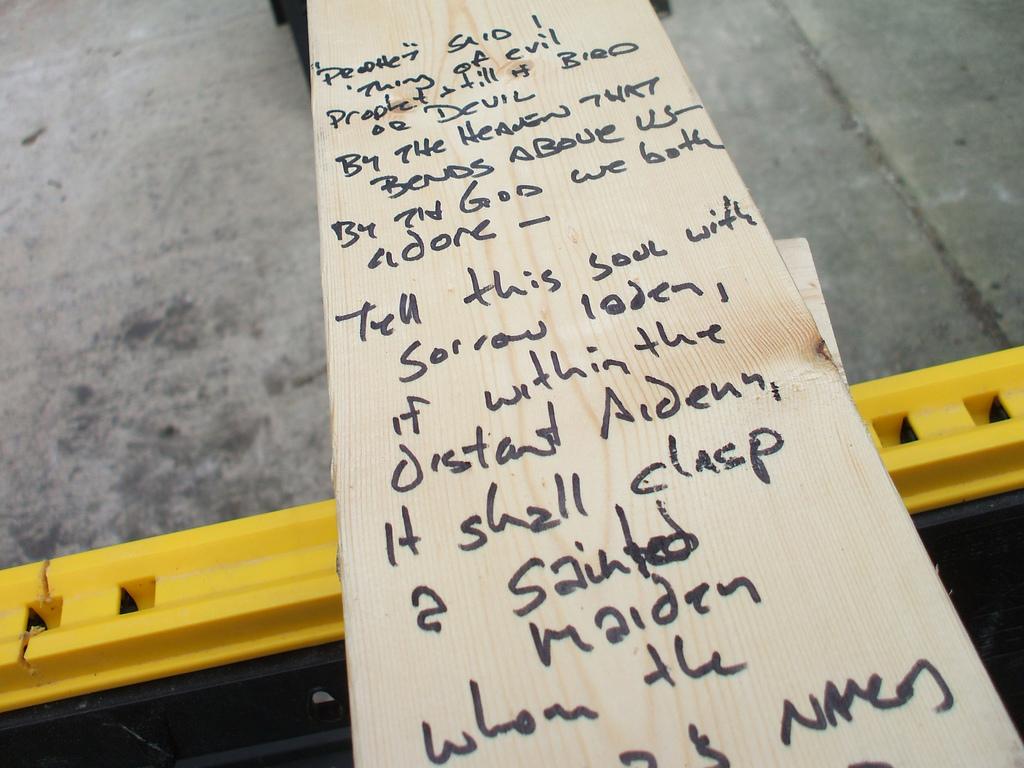 "Prophet" said I
"thing of evil
prophet still if BIRD
OR DEVIL
BY THE HEAVEN THAT
BENDS ABOVE US—
BY THE GOD we both
adore —
Tell this soul with
sorrow laden,
if within the
distant Aidenn,
It shall clasp
a sainted
maiden
whom the